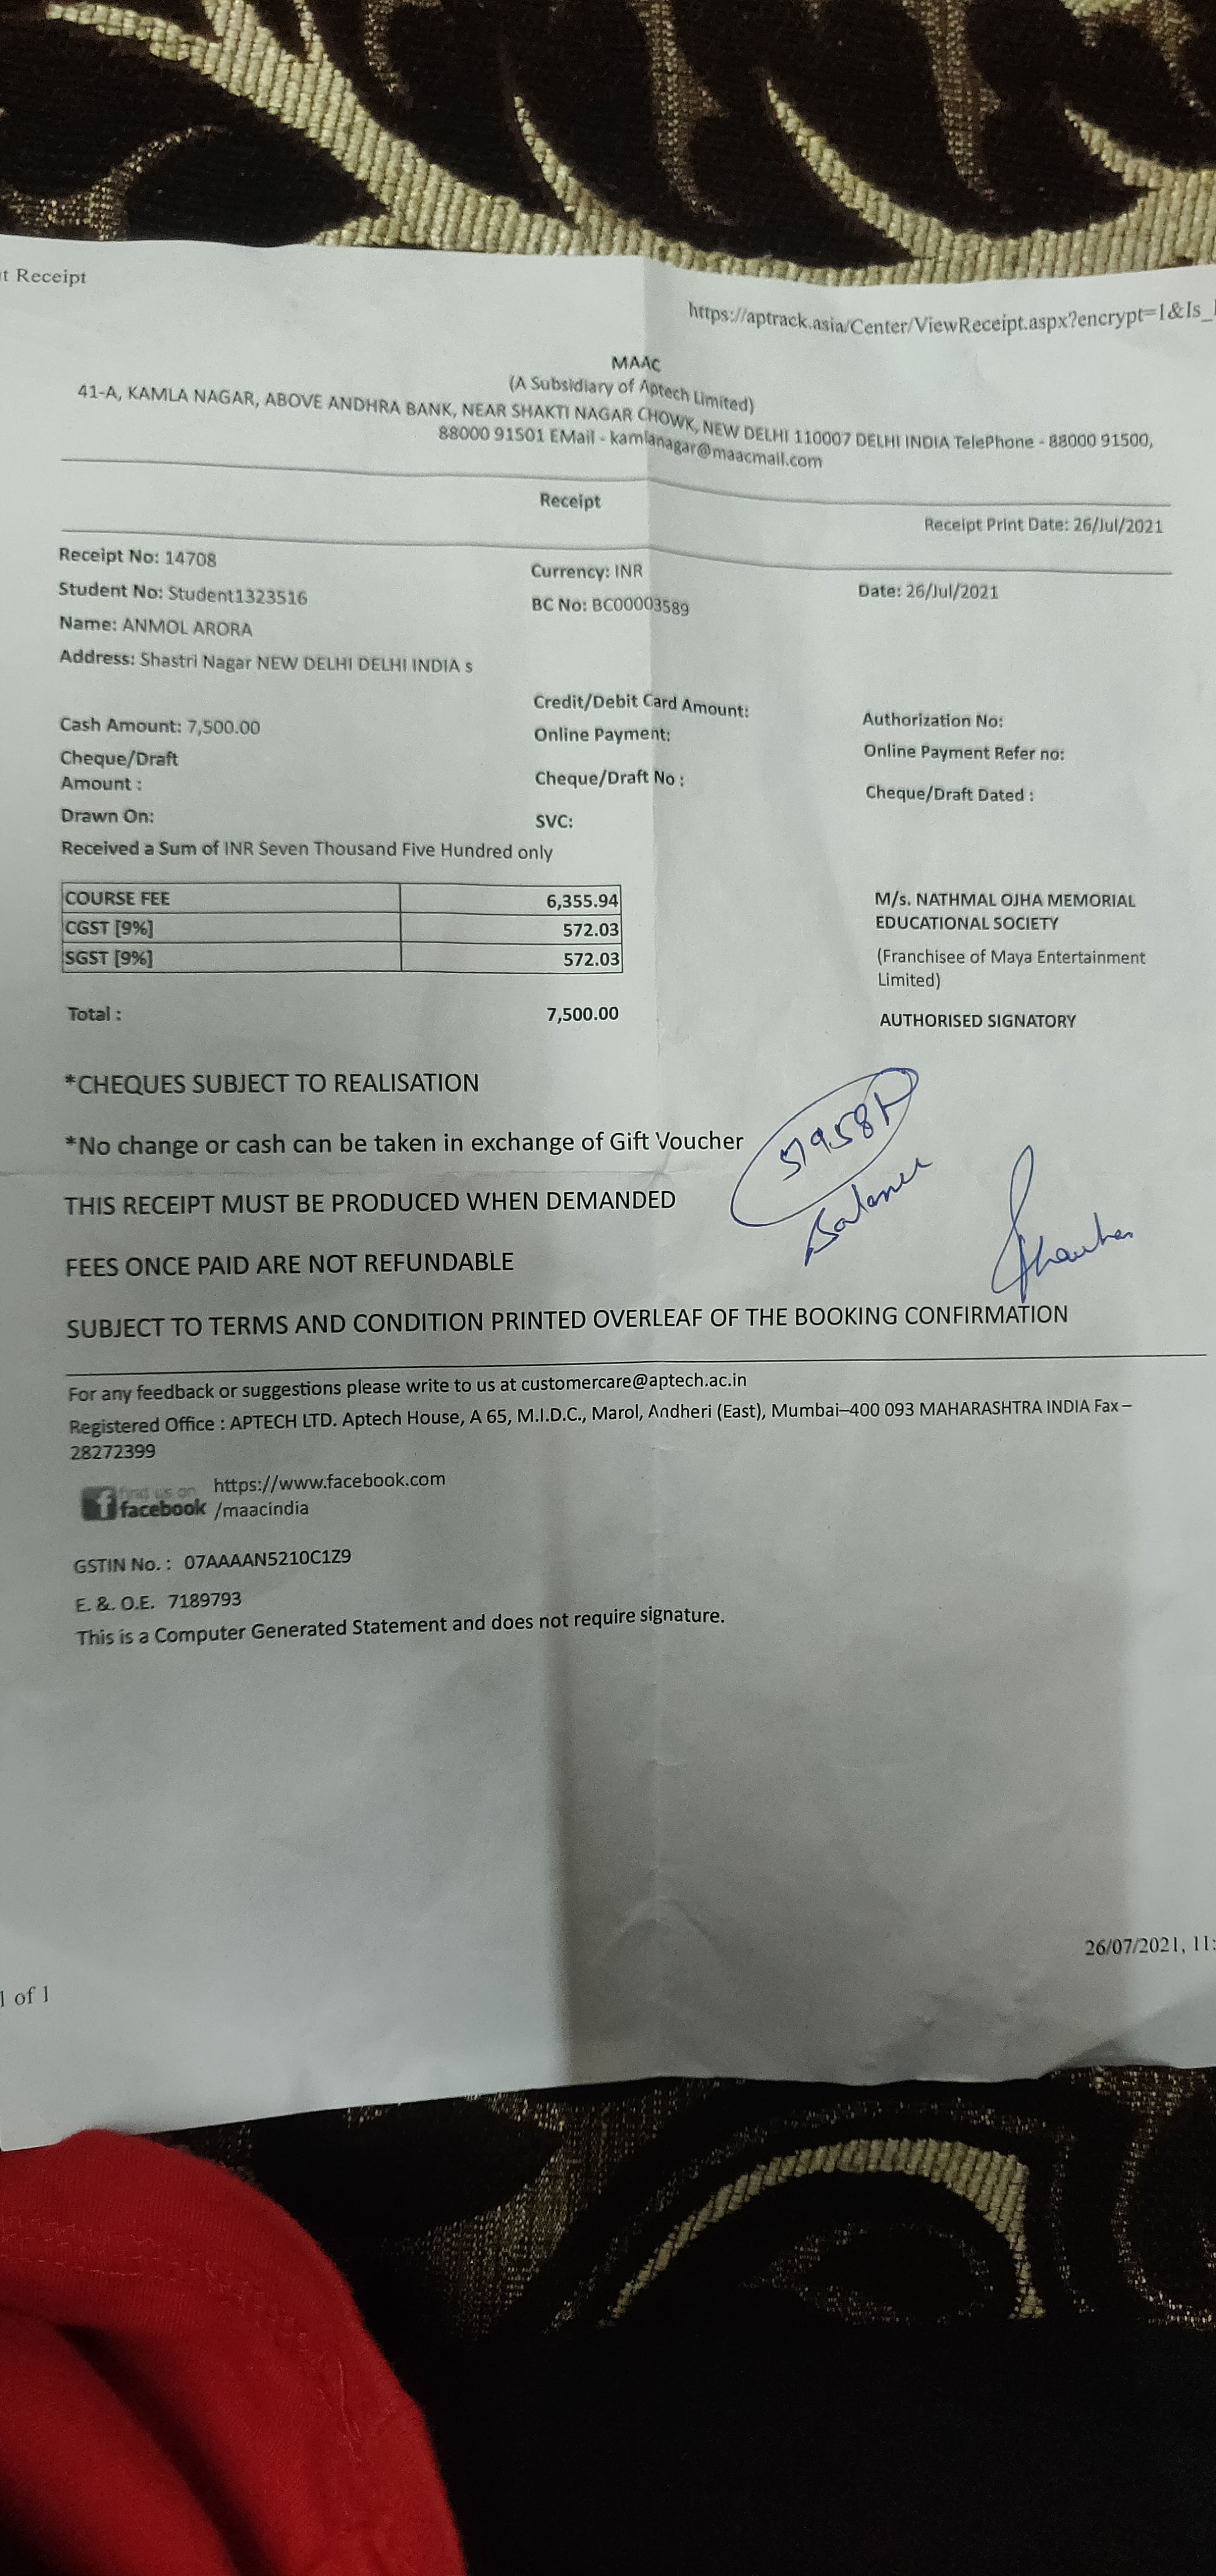 t Receipt
https://aptrack.asia/Center/ViewReceipt.aspx?encrypt=1&Is_
MAAC
(A Subsidiary of Aptech Limited)
41-A, KAMLA NAGAR, ABOVE ANDHRA BANK, NEAR SHAKTI NAGAR CHOWK, NEW DELHI 110007 DELHI INDIA TelePhone - 88000 91500,
88000 91501 EMail - kamlanagar@maacmail.com
Receipt
Receipt Print Date: 26/Jul/2021
Receipt No: 14708 Currency: INR Date: 26/Jul/2021
Student No: Student1323516 BC No: BC00003589
Name: ANMOL ARORA
Address: Shastri Nagar NEW DELHI DELHI INDIA s
Cash Amount: 7,500.00 Credit/Debit Card Amount: Authorization No:
Online Payment: Online Payment Refer no:
Cheque/Draft
Amount : Cheque/Draft No : Cheque/Draft Dated :
Drawn On: SVC:
Received a Sum of INR Seven Thousand Five Hundred only
COURSE FEE 6,355.94
CGST [9%] 572.03
SGST [9%] 572.03
Total : 7,500.00
M/s. NATHMAL OJHA MEMORIAL
EDUCATIONAL SOCIETY
(Franchisee of Maya Entertainment
Limited)
AUTHORISED SIGNATORY
*CHEQUES SUBJECT TO REALISATION
*No change or cash can be taken in exchange of Gift Voucher
Balance
THIS RECEIPT MUST BE PRODUCED WHEN DEMANDED
FEES ONCE PAID ARE NOT REFUNDABLE
SUBJECT TO TERMS AND CONDITION PRINTED OVERLEAF OF THE BOOKING CONFIRMATION
For any feedback or suggestions please write to us at customercare@aptech.ac.in
Registered Office : APTECH LTD. Aptech House, A 65, M.I.D.C., Marol, Andheri (East), Mumbai–400 093 MAHARASHTRA INDIA Fax –
28272399
find us on
facebook
https://www.facebook.com
/maacindia
GSTIN No. : 07AAAAN5210C1Z9
E. &. O.E. 7189793
This is a Computer Generated Statement and does not require signature.
26/07/2021, 11:
1 of 1